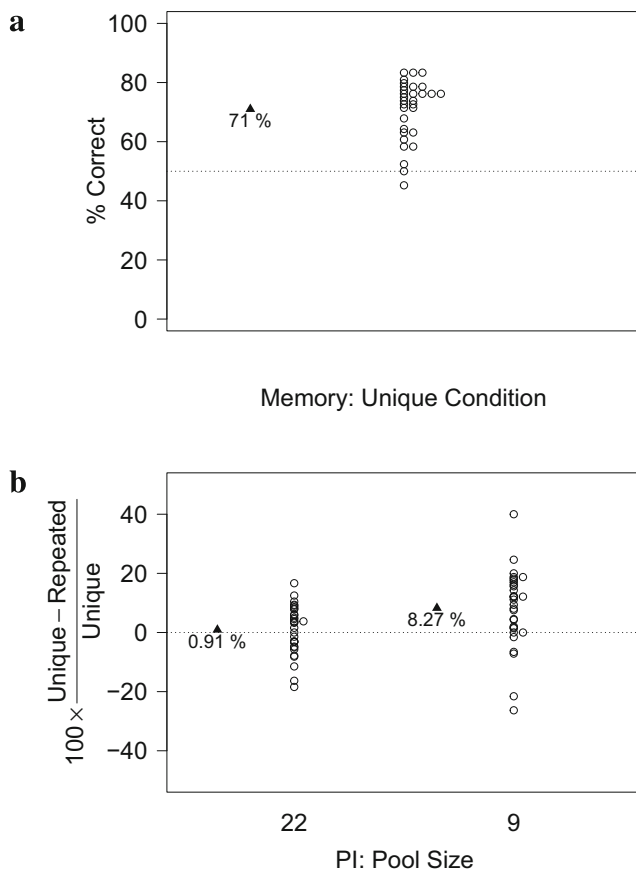 a
100
80
60
40
20
0
% Correct
71 %
Memory: Unique Condition
b
40
20
0
−20
−40
100 × Unique − Repeated
Unique
0.91 %
8.27 %
22
9
PI: Pool Size